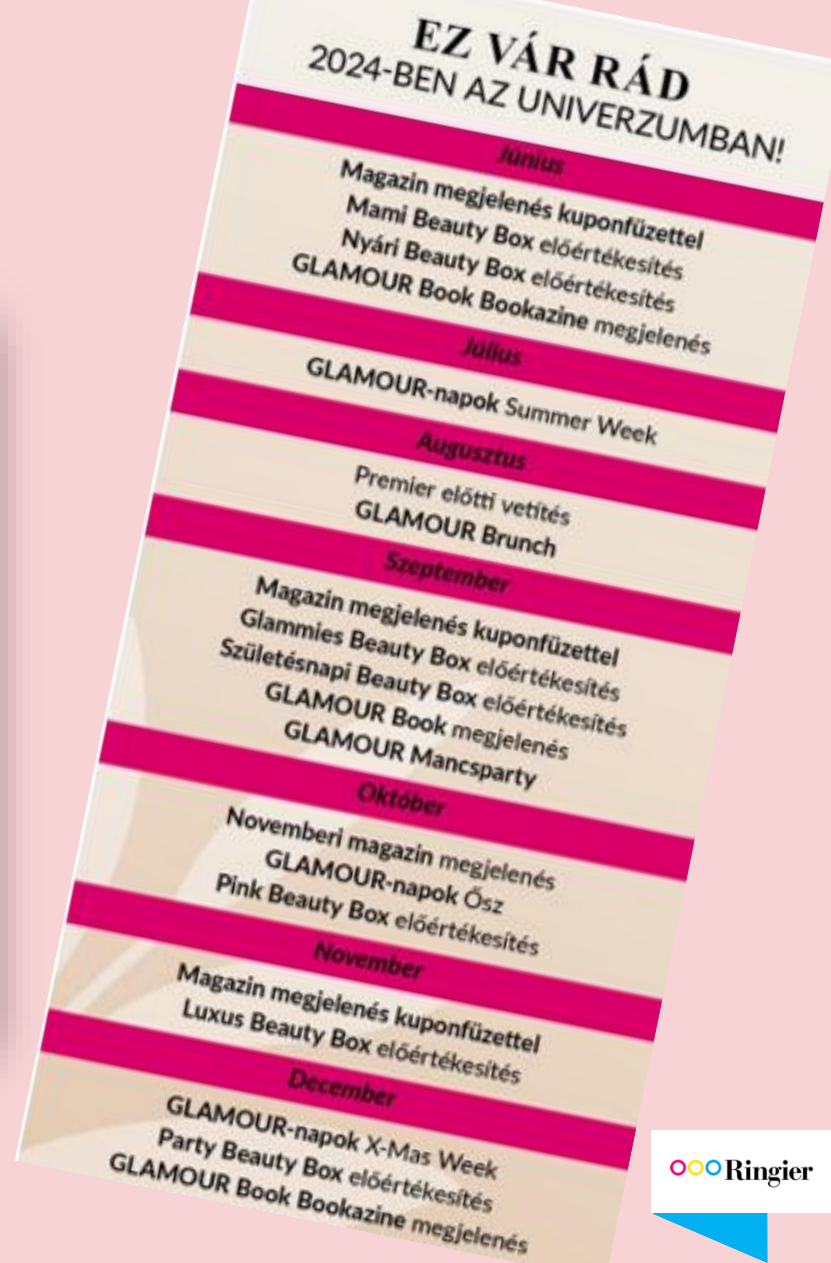 EZ VÁR RÁD
2024-BEN AZ UNIVERZUMBAN!
Június
Magazin megjelenés kuponfüzettel
Mami Beauty Box előértékesítés
Nyári Beauty Box előértékesítés
GLAMOUR Book Bookazine megjelenés
Július
GLAMOUR-napok Summer Week
Augusztus
Premier előtti vetítés
GLAMOUR Brunch
Szeptember
Magazin megjelenés kuponfüzettel
Glammies Beauty Box előértékesítés
Születésnapi Beauty Box előértékesítés
GLAMOUR Book megjelenés
GLAMOUR Mancsparty
Október
Novemberi magazin megjelenés
GLAMOUR-napok Ősz
Pink Beauty Box előértékesítés
November
Magazin megjelenés kuponfüzettel
Luxus Beauty Box előértékesítés
December
GLAMOUR-napok X-Mas Week
Party Beauty Box előértékesítés
GLAMOUR Book Bookazine megjelenés
Ringier